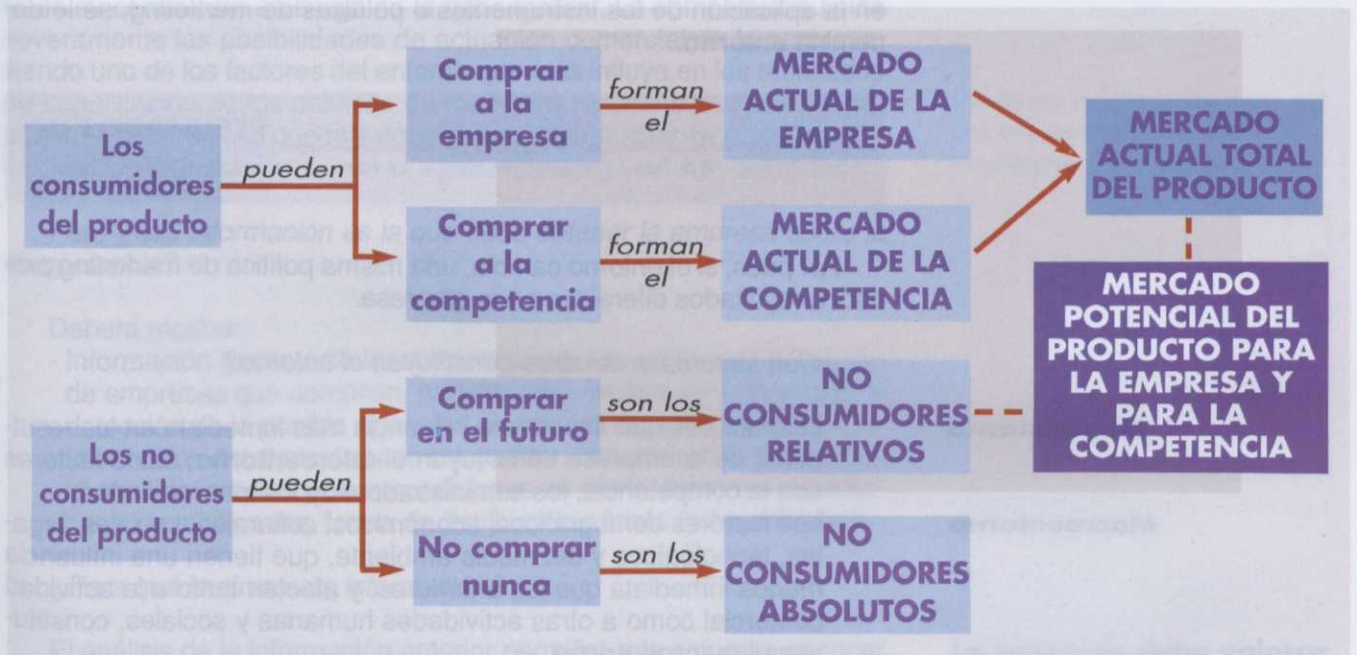 Los
consumidores
del producto
pueden
Comprar
a la
empresa
forman
el
MERCADO
ACTUAL DE LA
EMPRESA
Comprar
a la
competencia
forman
el
MERCADO
ACTUAL DE LA
COMPETENCIA
MERCADO
ACTUAL TOTAL
DEL PRODUCTO
MERCADO
POTENCIAL DEL
PRODUCTO PARA
LA EMPRESA Y
PARA LA
COMPETENCIA
Los no
consumidores
del producto
pueden
Comprar
en el futuro
son los
NO
CONSUMIDORES
RELATIVOS
No comprar
nunca
son los
NO
CONSUMIDORES
ABSOLUTOS